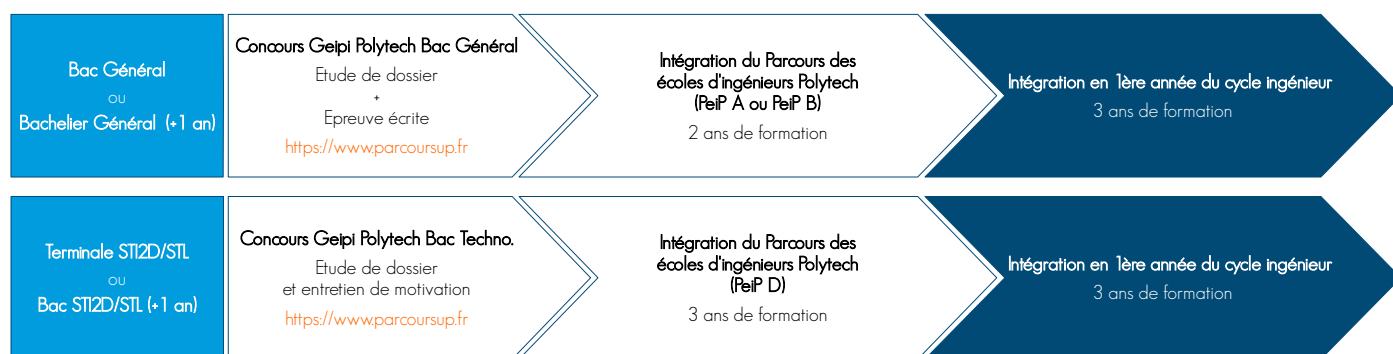 Bac Général
ou
Bachelier Général (+1 an)
Concours Geipi Polytech Bac Général
Etude de dossier
+
Epreuve écrite
https://www.parcoursup.fr
Intégration du Parcours des
écoles d'ingénieurs Polytech
(PeiP A ou PeiP B)
2 ans de formation
Intégration en 1ère année du cycle ingénieur
3 ans de formation
Terminale STI2D/STL
ou
Bac STI2D/STL (+1 an)
Concours Geipi Polytech Bac Techno.
Etude de dossier
et entretien de motivation
https://www.parcoursup.fr
Intégration du Parcours des
écoles d'ingénieurs Polytech
(PeiP D)
3 ans de formation
Intégration en 1ère année du cycle ingénieur
3 ans de formation